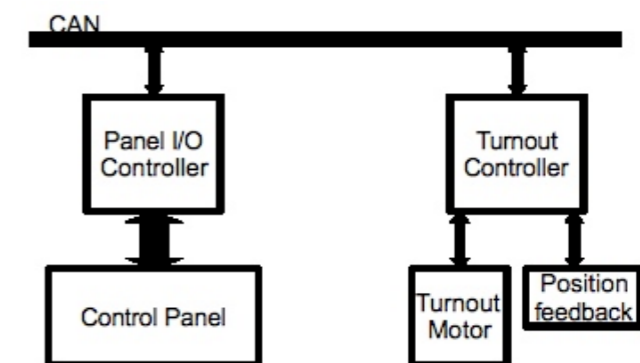 CAN
Panel I/O
Controller
Turnout
Controller
Control Panel
Turnout
Motor
Position
feedback